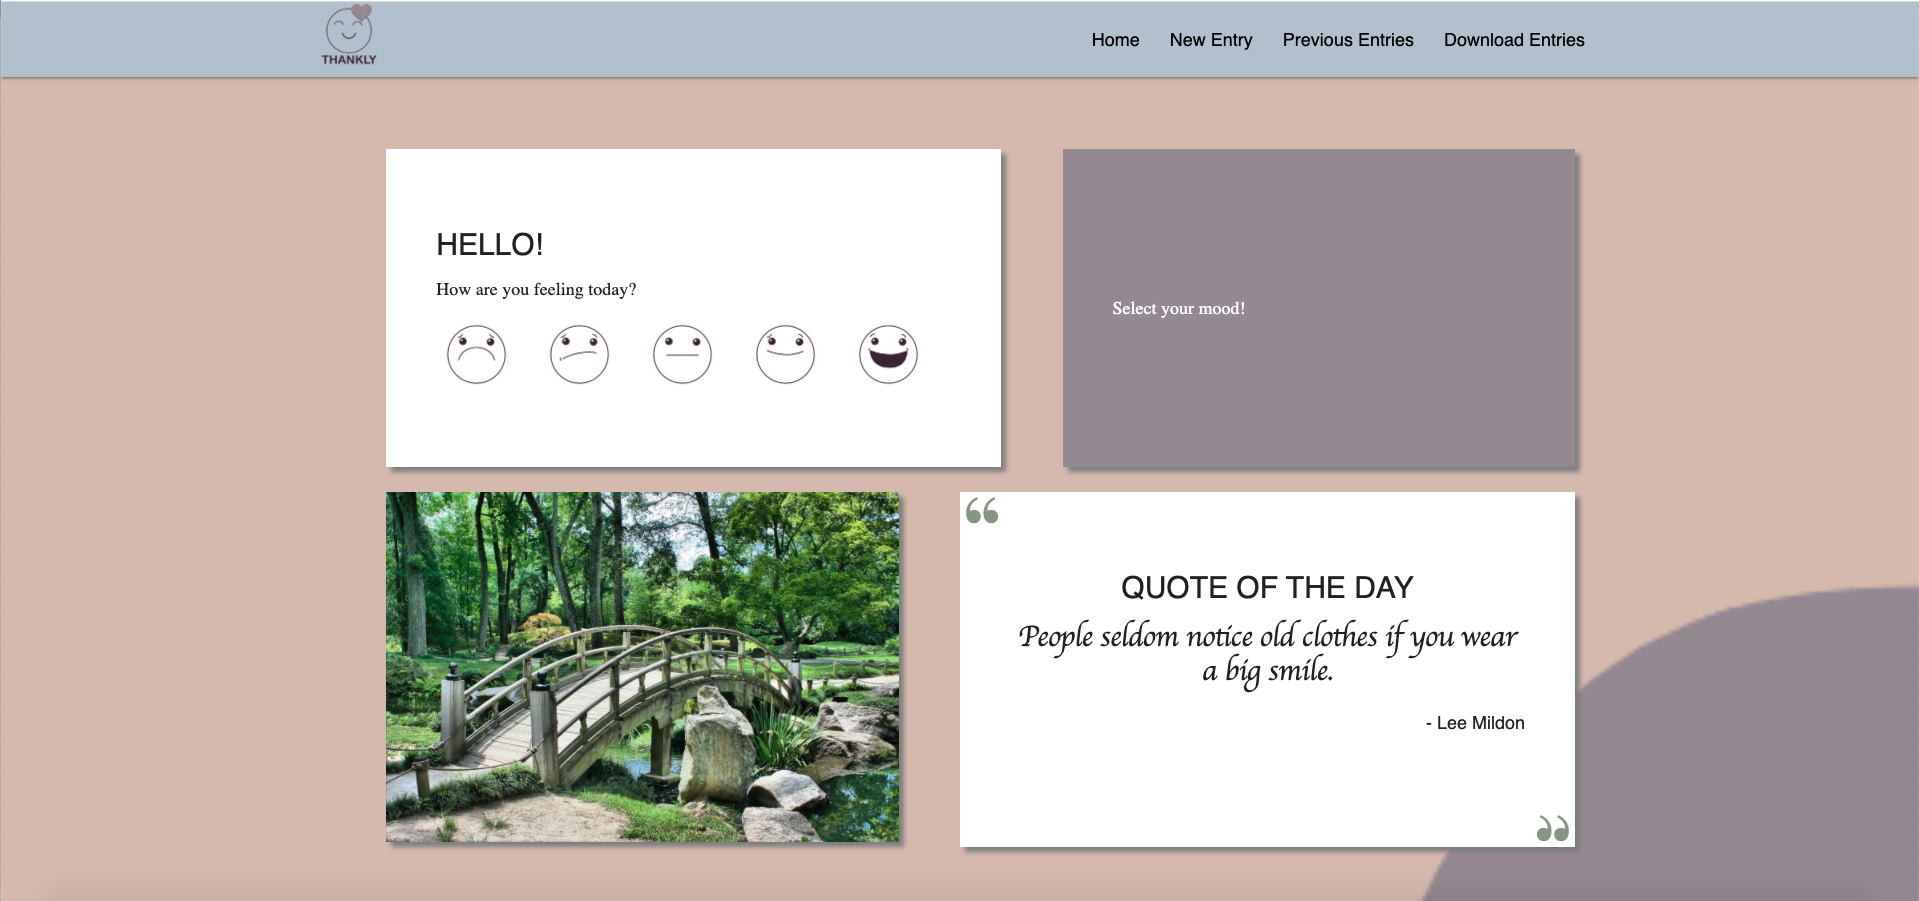 THANKLY
Home New Entry Previous Entries Download Entries
HELLO!
How are you feeling today?
Select your mood!
“
QUOTE OF THE DAY
People seldom notice old clothes if you wear
a big smile.
- Lee Mildon
”